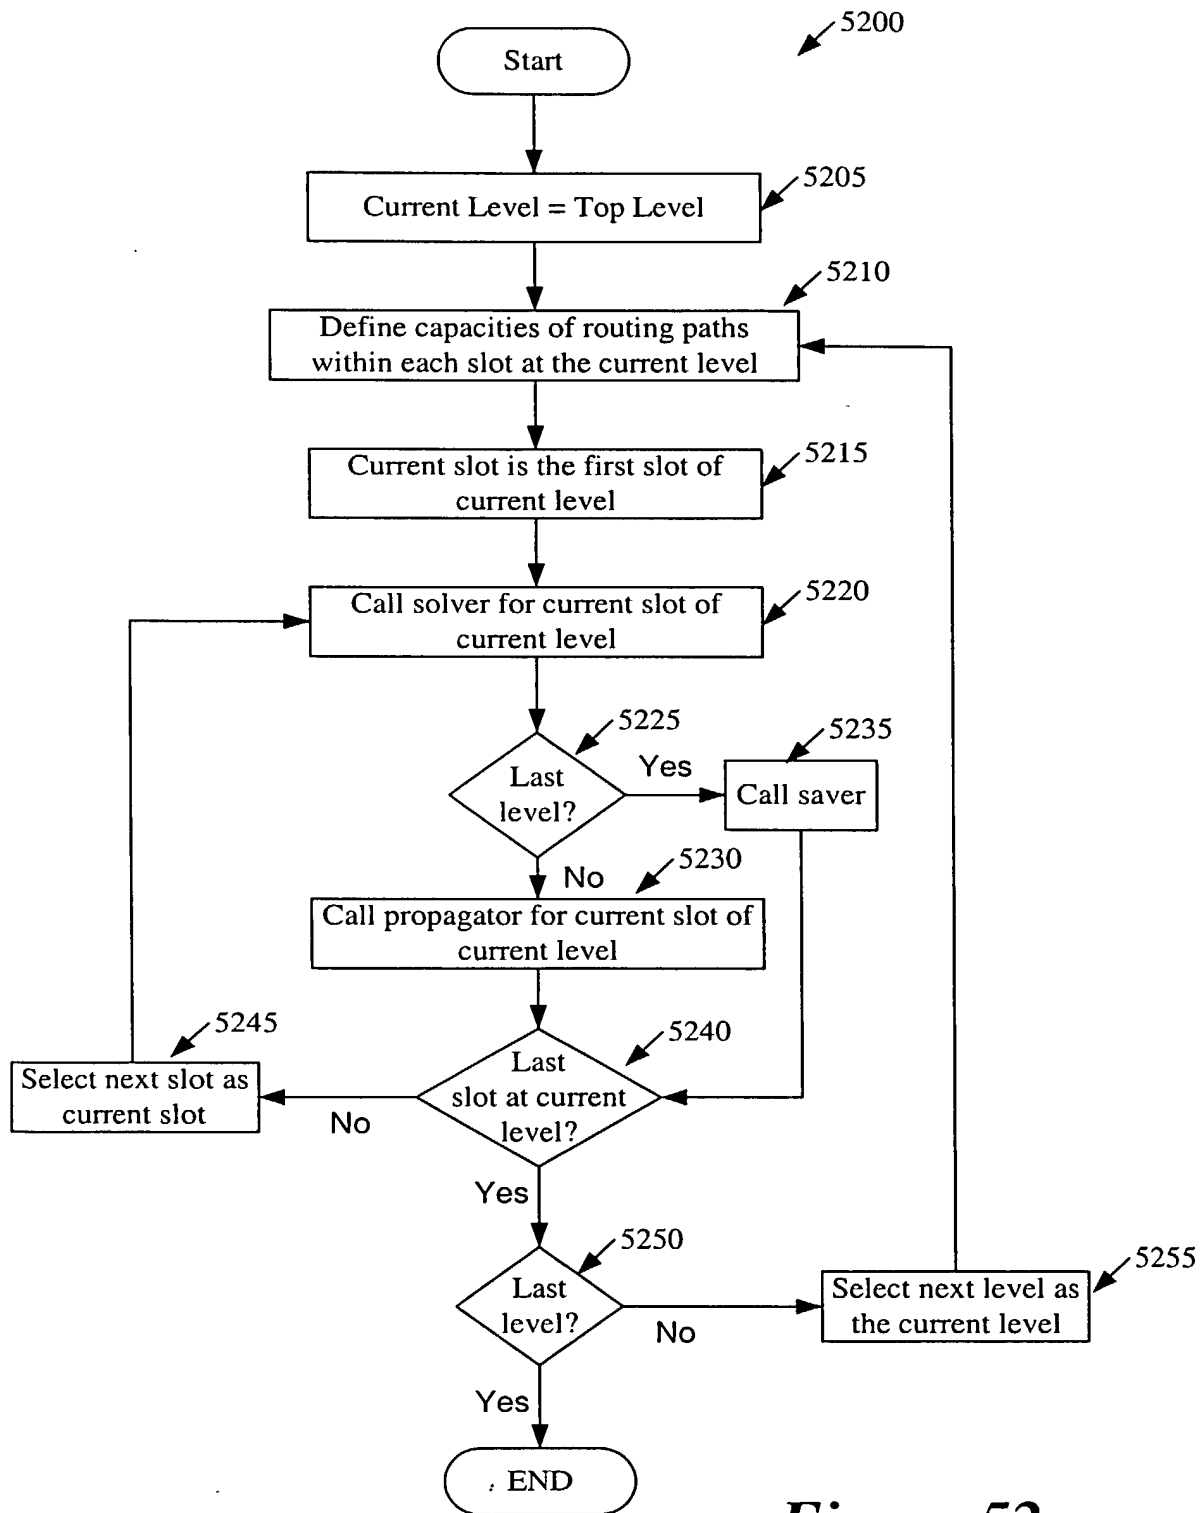 5200
Start
5205
Current Level = Top Level
5210
Define capacities of routing paths
within each slot at the current level
5215
Current slot is the first slot of
current level
5220
Call solver for current slot of
current level
5225
5235
Last
level?
Yes
Call saver
5230
No
Call propagator for current slot of
current level
5245
5240
Select next slot as
current slot
Last
slot at current
level?
No
Yes
5250
5255
Last
level?
Select next level as
the current level
No
Yes
END